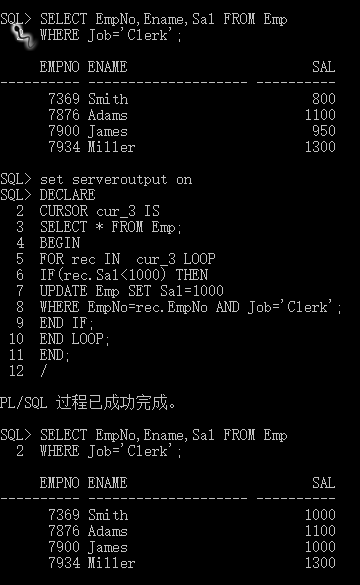 SQL> SELECT EmpNo,Ename,Sal FROM Emp
WHERE Job='Clerk';
EMPNO ENAME SAL
---------- -------------------- ----------
7369 Smith 800
7876 Adams 1100
7900 James 950
7934 Miller 1300
SQL> set serveroutput on
SQL> DECLARE
2 CURSOR cur_3 IS
3 SELECT * FROM Emp;
4 BEGIN
5 FOR rec IN cur_3 LOOP
6 IF(rec.Sal<1000) THEN
7 UPDATE Emp SET Sal=1000
8 WHERE EmpNo=rec.EmpNo AND Job='Clerk';
9 END IF;
10 END LOOP;
11 END;
12 /
PL/SQL 过程已成功完成。
SQL> SELECT EmpNo,Ename,Sal FROM Emp
2 WHERE Job='Clerk';
EMPNO ENAME SAL
---------- -------------------- ----------
7369 Smith 1000
7876 Adams 1100
7900 James 1000
7934 Miller 1300